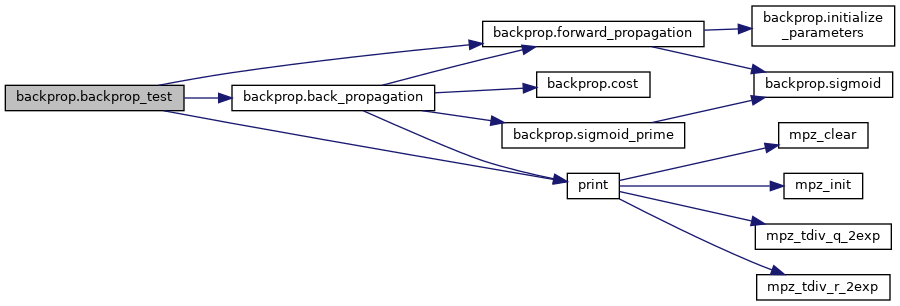 backprop.backprop_test
backprop.back_propagation
backprop.forward_propagation
backprop.cost
backprop.sigmoid_prime
print
backprop.initialize
_parameters
backprop.sigmoid
mpz_clear
mpz_init
mpz_tdiv_q_2exp
mpz_tdiv_r_2exp